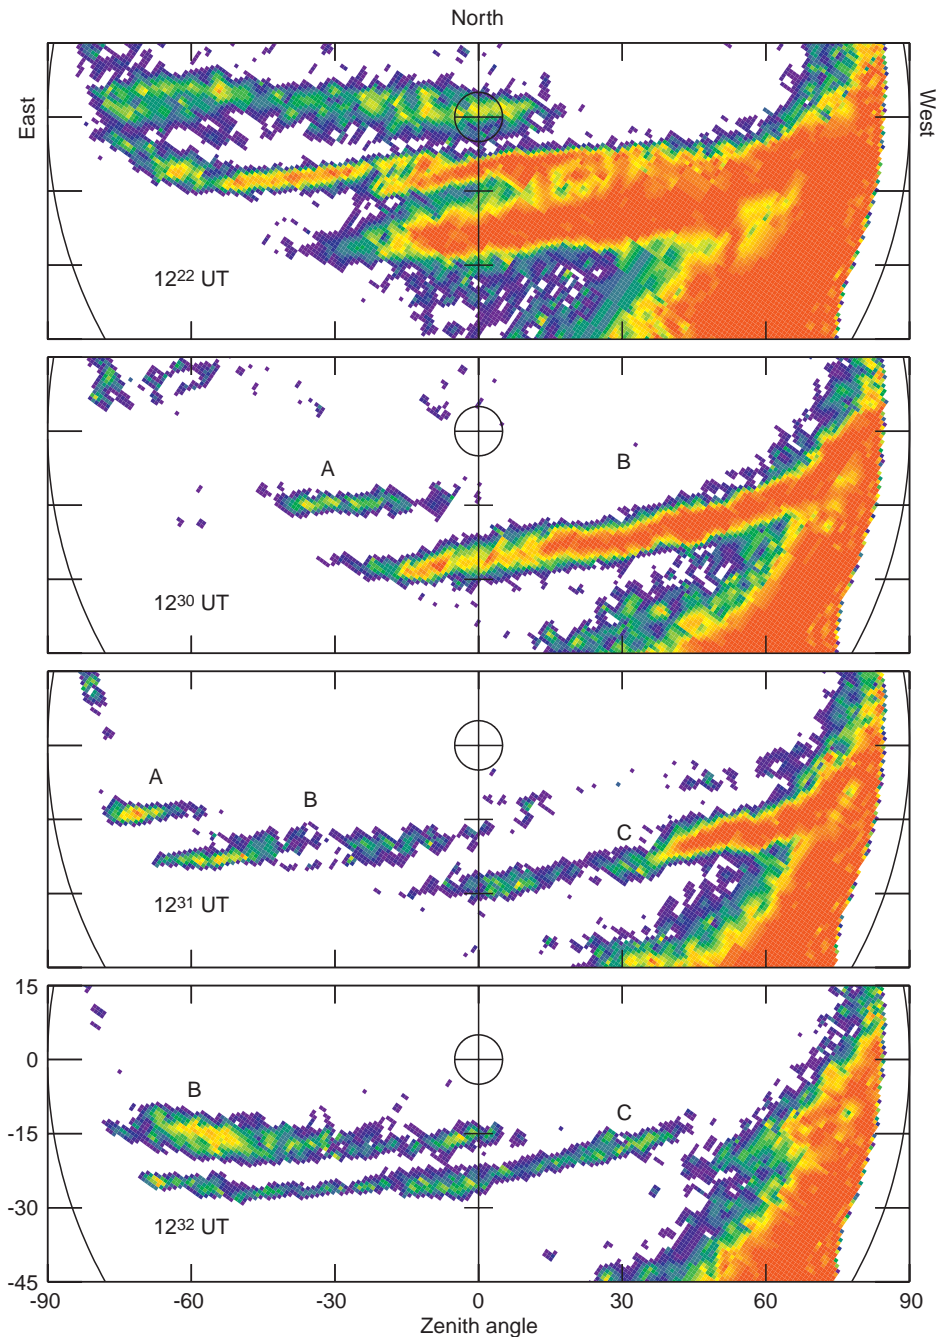 North
East
West
12²² UT
A
B
12³⁰ UT
A
B
C
12³¹ UT
15
0
B
C
-15
-30
12³² UT
-45
-90
-60
-30
0
30
60
90
Zenith angle